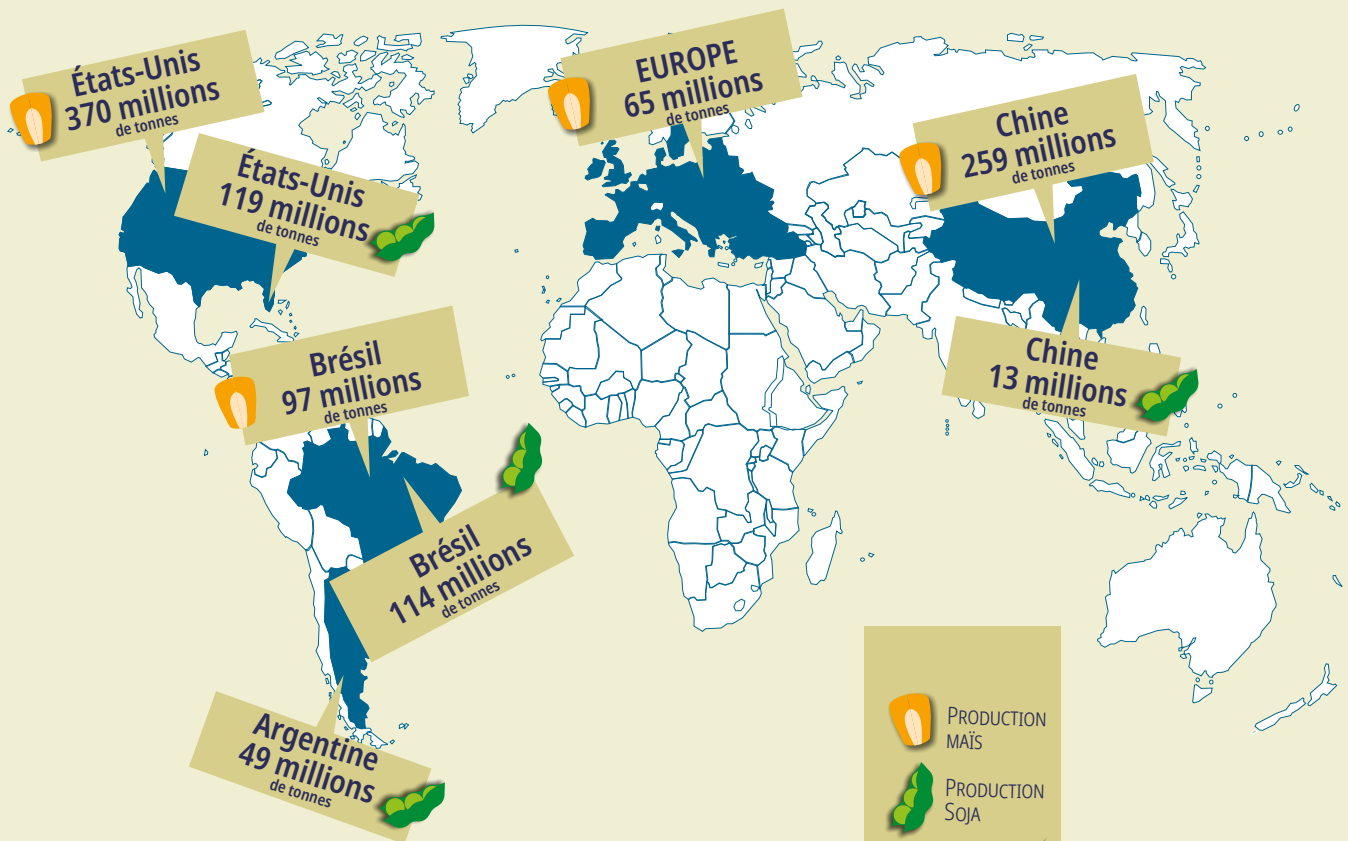 États-Unis
370 millions
de tonnes
États-Unis
119 millions
de tonnes
EUROPE
65 millions
de tonnes
Chine
259 millions
de tonnes
Chine
13 millions
de tonnes
Brésil
97 millions
de tonnes
Brésil
114 millions
de tonnes
Argentine
49 millions
de tonnes
PRODUCTION
MAÏS
PRODUCTION
SOJA